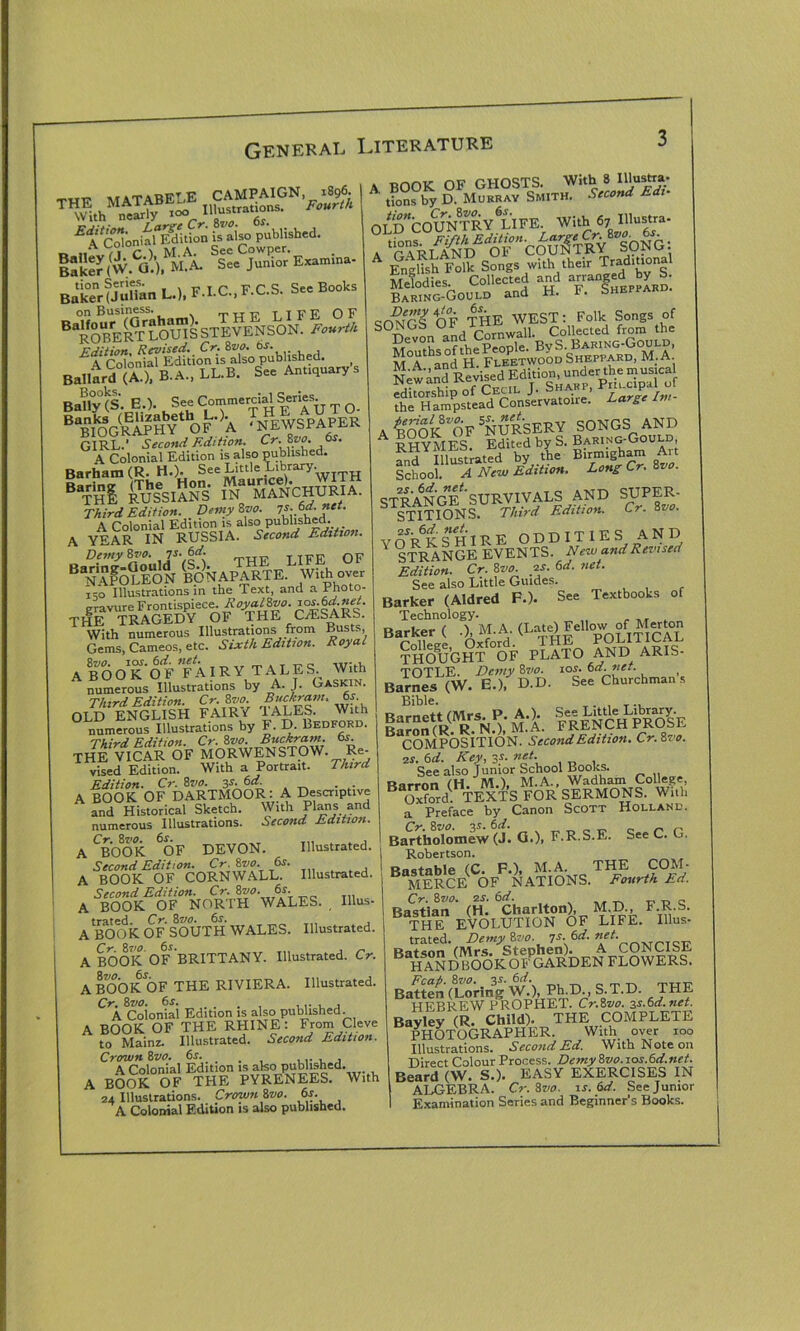 GENERAL LITERATURE
3
THE MATABELE CAMPAIGN, 1896.
With nearly 100 Illustrations. Fourth
Edition. Large Cr. 8vo. 6s.
A Colonial Edition is also published.
Bailey (J. C.), M.A. See Cowper.
Baker (W. G.), M.A. See Junior Examina-
tion Series.
Baker (Julian L.), F.I.C., F.C.S. See Books
on Business.
Balfour (Graham). THE LIFE OF
ROBERT LOUIS STEVENSON. Fourth
Edition, Revised. Cr. 8vo. 6s.
A Colonial Edition is also published.
Ballard (A.), B.A., LL.B. See Antiquary's
Books.
Bally (S. E.). See Commercial Series.
Banks (Elizabeth L.). THE AUTO-
BIOGRAPHY OF A 'NEWSPAPER
GIRL.' Second Edition. Cr. 8vo. 6s.
A Colonial Edition is also published.
Barham (R. H.). See Little Library.
Baring (The Hon. Maurice). WITH
THE RUSSIANS IN MANCHURIA.
Third Edition. Demy 8vo. 7s. 6d. net.
A Colonial Edition is also published.
A YEAR IN RUSSIA. Second Edition.
Demy 8vo. 7s. 6d.
Baring-Gould (S.). THE LIFE OF
NAPOLEON BONAPARTE. With over
150 Illustrations in the Text, and a Photo-
gravure Frontispiece. Royal 8vo. 10s. 6d. net.
THE TRAGEDY OF THE CÆSARS.
With numerous Illustrations from Busts,
Gems, Cameos, etc. Sixth Edition. Royal
8vo. 10s. 6d. net.
A BOOK OF FAIRY TALES. With
numerous Illustrations by A. J. GASKIN.
Third Edition. Cr. 8vo. Buckram. 6s.
OLD ENGLISH FAIRY TALES. With
numerous Illustrations by F. D. BEDFORD.
Third Edition. Cr. 8vo. Buckram. 6s.
THE VICAR OF MORWENSTOW. Re-
vised Edition. With a Portrait. Third
Edition. Cr. 8vo. 3s. 6d.
A BOOK OF DARTMOOR: A Descriptive
and Historical Sketch. With Plans and
numerous Illustrations. Second Edition.
Cr. 8vo. 6s.
A BOOK OF DEVON. Illustrated.
Second Edition. Cr. 8vo. 6s.
A BOOK OF CORNWALL. Illustrated.
Second Edition. Cr. 8vo. 6s.
A BOOK OF NORTH WALES. Illus-
trated. Cr. 8vo. 6s.
A BOOK OF SOUTH WALES. Illustrated.
Cr. 8vo. 6s.
A BOOK OF BRITTANY. Illustrated. Cr.
8vo. 6s.
A BOOK OF THE RIVIERA. Illustrated.
Cr. 8vo. 6s.
A Colonial Edition is also published.
A BOOK OF THE RHINE: From Cleve
to Mainz. Illustrated. Second Edition.
Crown 8vo. 6s.
A Colonial Edition is also published.
A BOOK OF THE PYRENEES. With
24 Illustrations. Crown 8vo. 6s.
A Colonial Edition is also published.
A BOOK OF GHOSTS. With 8 Illustra-
tions by D. MURRAY SMITH. Second Edi-
tion. Cr. 8vo. 6s.
OLD COUNTRY LIFE. With 67 Illustra-
tions. Fifth Edition. Large Cr. 8vo. 6s.
A GARLAND OF COUNTRY SONG:
English Folk Songs with their Traditional
Melodies. Collected and arranged by S.
BARING-GOULD and H. F. SHEPPARD.
Demy 4to. 6s.
SONGS OF THE WEST: Folk Songs of
Devon and Cornwall. Collected from the
Mouths of the People. By S. BARING-GOULD,
M.A., and H. FLEETWOOD SHEPPARD, M.A.
New and Revised Edition, under the musical
editorship of CECIL J. SHARP, Principal of
the Hampstead Conservatoire. Large Im-
perial 8vo. 5s. net.
A BOOK OF NURSERY SONGS AND
RHYMES. Edited by S. BARING-GOULD,
and Illustrated by the Birmingham Art
School. A New Edition. Long Cr. 8vo.
2s. 6d. net.
STRANGE SURVIVALS AND SUPER-
STITIONS. Third Edition. Cr. 8vo.
2s. 6d. net.
YORKSHIRE ODDITIES AND
STRANGE EVENTS. New and Revised
Edition. Cr. 8vo. 2s. 6d. net.
See also Little Guides.
Barker (Aldred F.). See Textbooks of
Technology.
Barker ( .), M.A. (Late) Fellow of Merton
College, Oxford. THE POLITICAL
THOUGHT OF PLATO AND ARIS-
TOTLE. Demy 8vo. 10s. 6d. net.
Barnes (W. E.), D.D. See Churchman's
Bible.
Barnett (Mrs. P. A.). See Little Library.
Baron (R. R. N.), M.A. FRENCH PROSE
COMPOSITION. Second Edition. Cr. 8vo.
2s. 6d. Key, 3s. net.
See also Junior School Books.
Barron (H. M.), M.A., Wadham College,
Oxford. TEXTS FOR SERMONS. With
a Preface by Canon SCOTT HOLLAND.
Cr. 8vo. 3s. 6d.
Bartholomew (J. G.), F.R.S.E. See C. G.
Robertson.
Bastable (C. F.), M.A. THE COM-
MERCE OF NATIONS. Fourth Ed.
Cr. 8vo. 2s. 6d.
Bastian (H. Charlton), M.D., F.R.S.
THE EVOLUTION OF LIFE. Illus-
trated. Demy 8vo. 7s. 6d. net.
Batson (Mrs. Stephen). A CONCISE
HANDBOOK OF GARDEN FLOWERS.
Fcap. 8vo. 3s. 6d.
Batten (Loring W.), Ph.D., S.T.D. THE
HEBREW PROPHET. Cr. 8vo. 3s. 6d. net.
Bayley (R. Child). THE COMPLETE
PHOTOGRAPHER. With over 100
Illustrations. Second Ed. With Note on
Direct Colour Process. Demy 8vo. 10s. 6d. net.
Beard (W. S.). EASY EXERCISES IN
ALGEBRA. Cr. 8vo. 1s. 6d. See Junior
Examination Series and Beginner's Books.